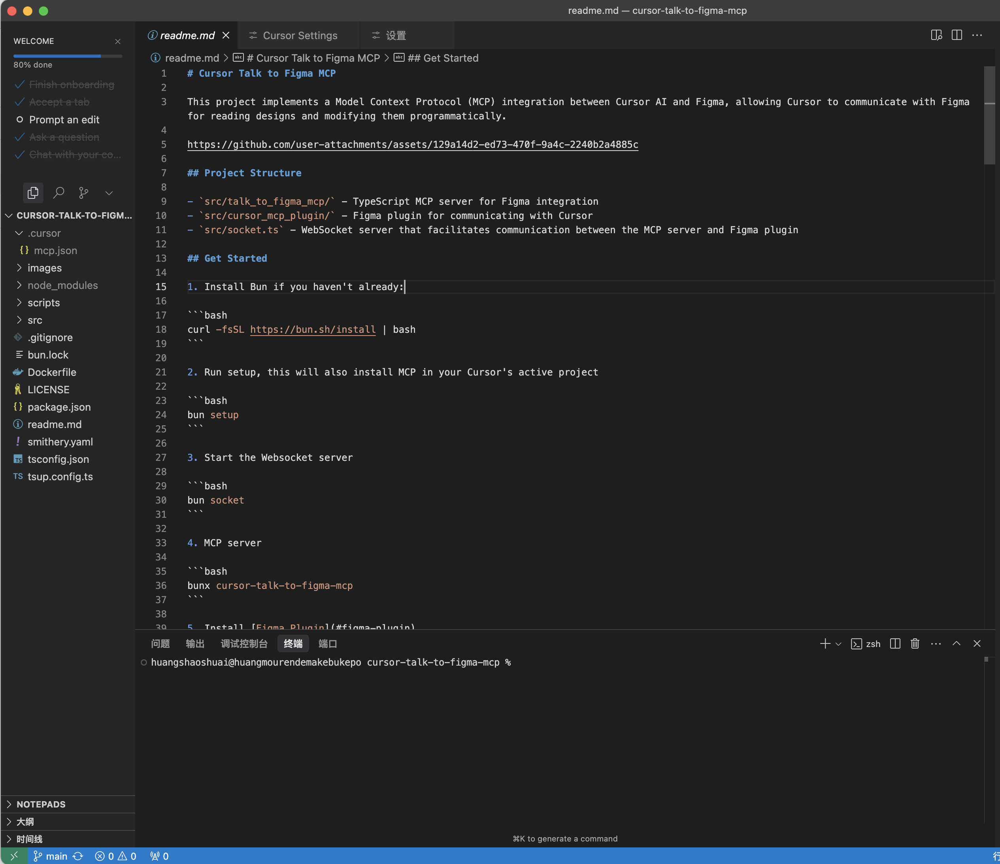 readme.md — cursor-talk-to-figma-mcp
WELCOME
80% done
Finish onboarding
Accept a tab
Prompt an edit
Ask a question
Chat with your co...
CURSOR-TALK-TO-FIGM...
.cursor
{} mcp.json
images
node_modules
scripts
src
.gitignore
bun.lock
Dockerfile
LICENSE
{} package.json
readme.md
! smithery.yaml
TS tsconfig.json
TS tsup.config.ts
NOTEPADS
大纲
时间线
readme.md
Cursor Settings
设置
readme.md > abc # Cursor Talk to Figma MCP > abc ## Get Started
1 # Cursor Talk to Figma MCP
2
3 This project implements a Model Context Protocol (MCP) integration between Cursor AI and Figma, allowing Cursor to communicate with Figma
for reading designs and modifying them programmatically.
4
5 https://github.com/user-attachments/assets/129a14d2-ed73-470f-9a4c-2240b2a4885c
6
7 ## Project Structure
8
9 - `src/talk_to_figma_mcp/` - TypeScript MCP server for Figma integration
10 - `src/cursor_mcp_plugin/` - Figma plugin for communicating with Cursor
11 - `src/socket.ts` - WebSocket server that facilitates communication between the MCP server and Figma plugin
12
13 ## Get Started
14
15 1. Install Bun if you haven't already:
16
17 ```bash
18 curl -fsSL https://bun.sh/install | bash
19 ```
20
21 2. Run setup, this will also install MCP in your Cursor's active project
22
23 ```bash
24 bun setup
25 ```
26
27 3. Start the Websocket server
28
29 ```bash
30 bun socket
31 ```
32
33 4. MCP server
34
35 ```bash
36 bunx cursor-talk-to-figma-mcp
37 ```
38
39 5. Install [Figma Plugin](#figma-plugin)
问题 输出 调试控制台 终端 端口
zsh
huangshaoshuai@huangmourendemakebukepo cursor-talk-to-figma-mcp %
⌘K to generate a command
main 0 0 0
行